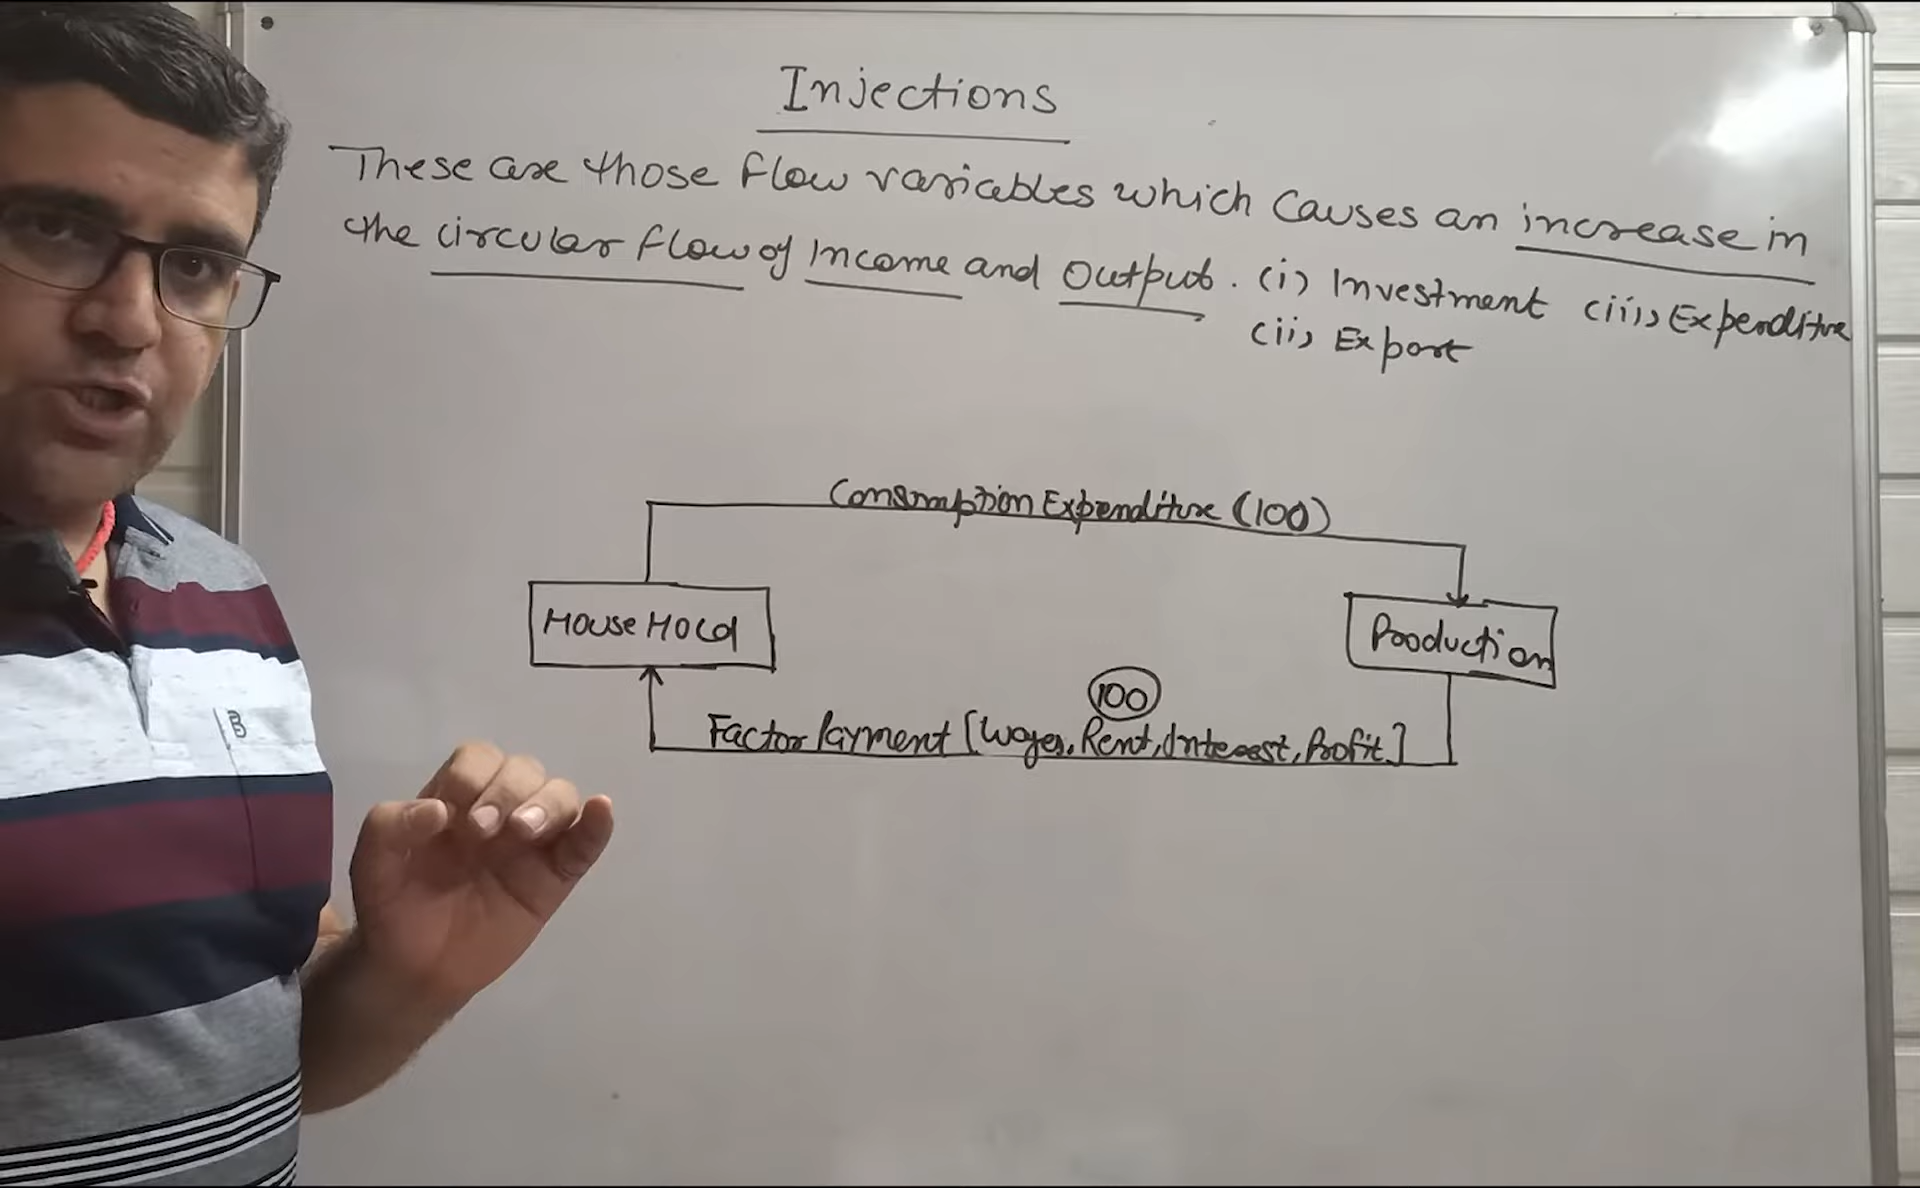 Injections
These are those flow variables which causes an increase in
the circular flow of Income and Output. (i) Investment (iii) Expenditure
(ii) Export
Consumption Expenditure (100)
House Hold
Production
100
Factor Payment [Wages, Rent, Interest, Profit]
B